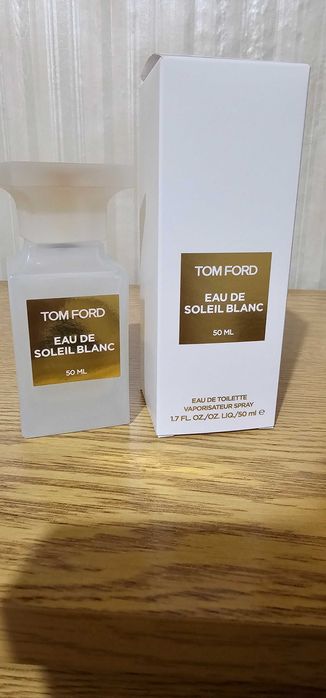 TOM FORD
EAU DE
SOLEIL BLANC
50 ML
TOM FORD
EAU DE
SOLEIL BLANC
50 ML
EAU DE TOILETTE
VAPORISATEUR SPRAY
1.7 FL. OZ./OZ. LIQ./50 ml ℮